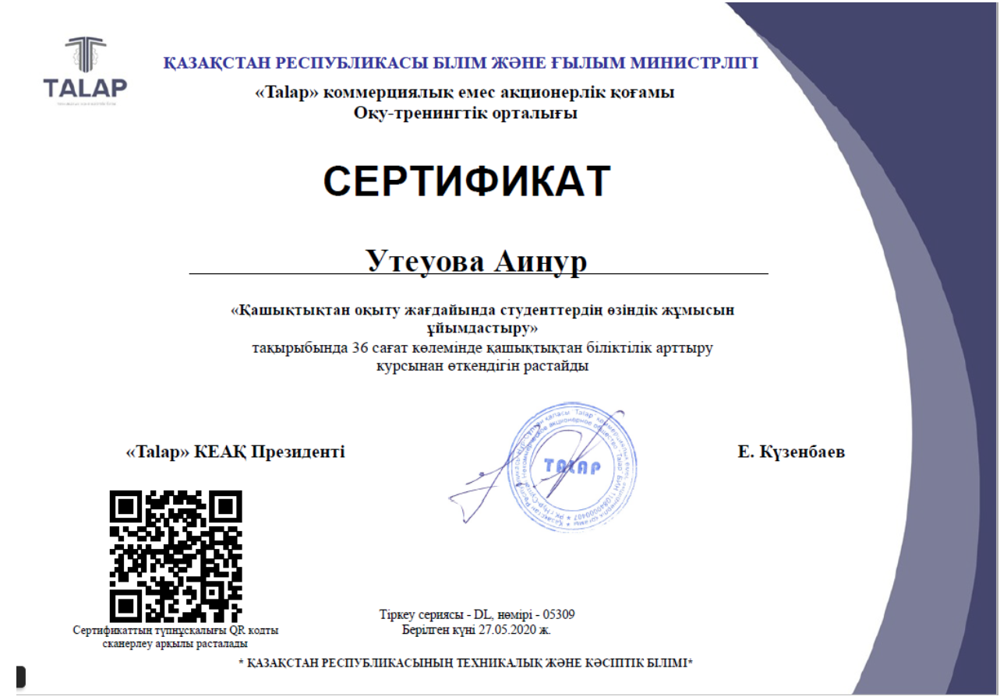 TALAP
ҚАЗАҚСТАН РЕСПУБЛИКАСЫ БІЛІМ ЖӘНЕ ҒЫЛЫМ МИНИСТРЛІГІ
«Talap» коммерциялық емес акционерлік қоғамы
Оқу-тренингтік орталығы
СЕРТИФИКАТ
Утеуова Аинур
«Қашықтықтан оқыту жағдайында студенттердің өзіндік жұмысын
ұйымдастыру»
тақырыбында 36 сағат көлемінде қашықтықтан біліктілік арттыру
курсынан өткендігін растайды
«Talap» КЕАҚ Президенті
TALAP
Е. Күзенбаев
Сертификаттың түпнұсқалығы QR кодты
сканерлеу арқылы расталады
Тіркеу сериясы - DL, нөмірі - 05309
Берілген күні 27.05.2020 ж.
* ҚАЗАҚСТАН РЕСПУБЛИКАСЫНЫҢ ТЕХНИКАЛЫҚ ЖӘНЕ КӘСІПТІК БІЛІМІ*